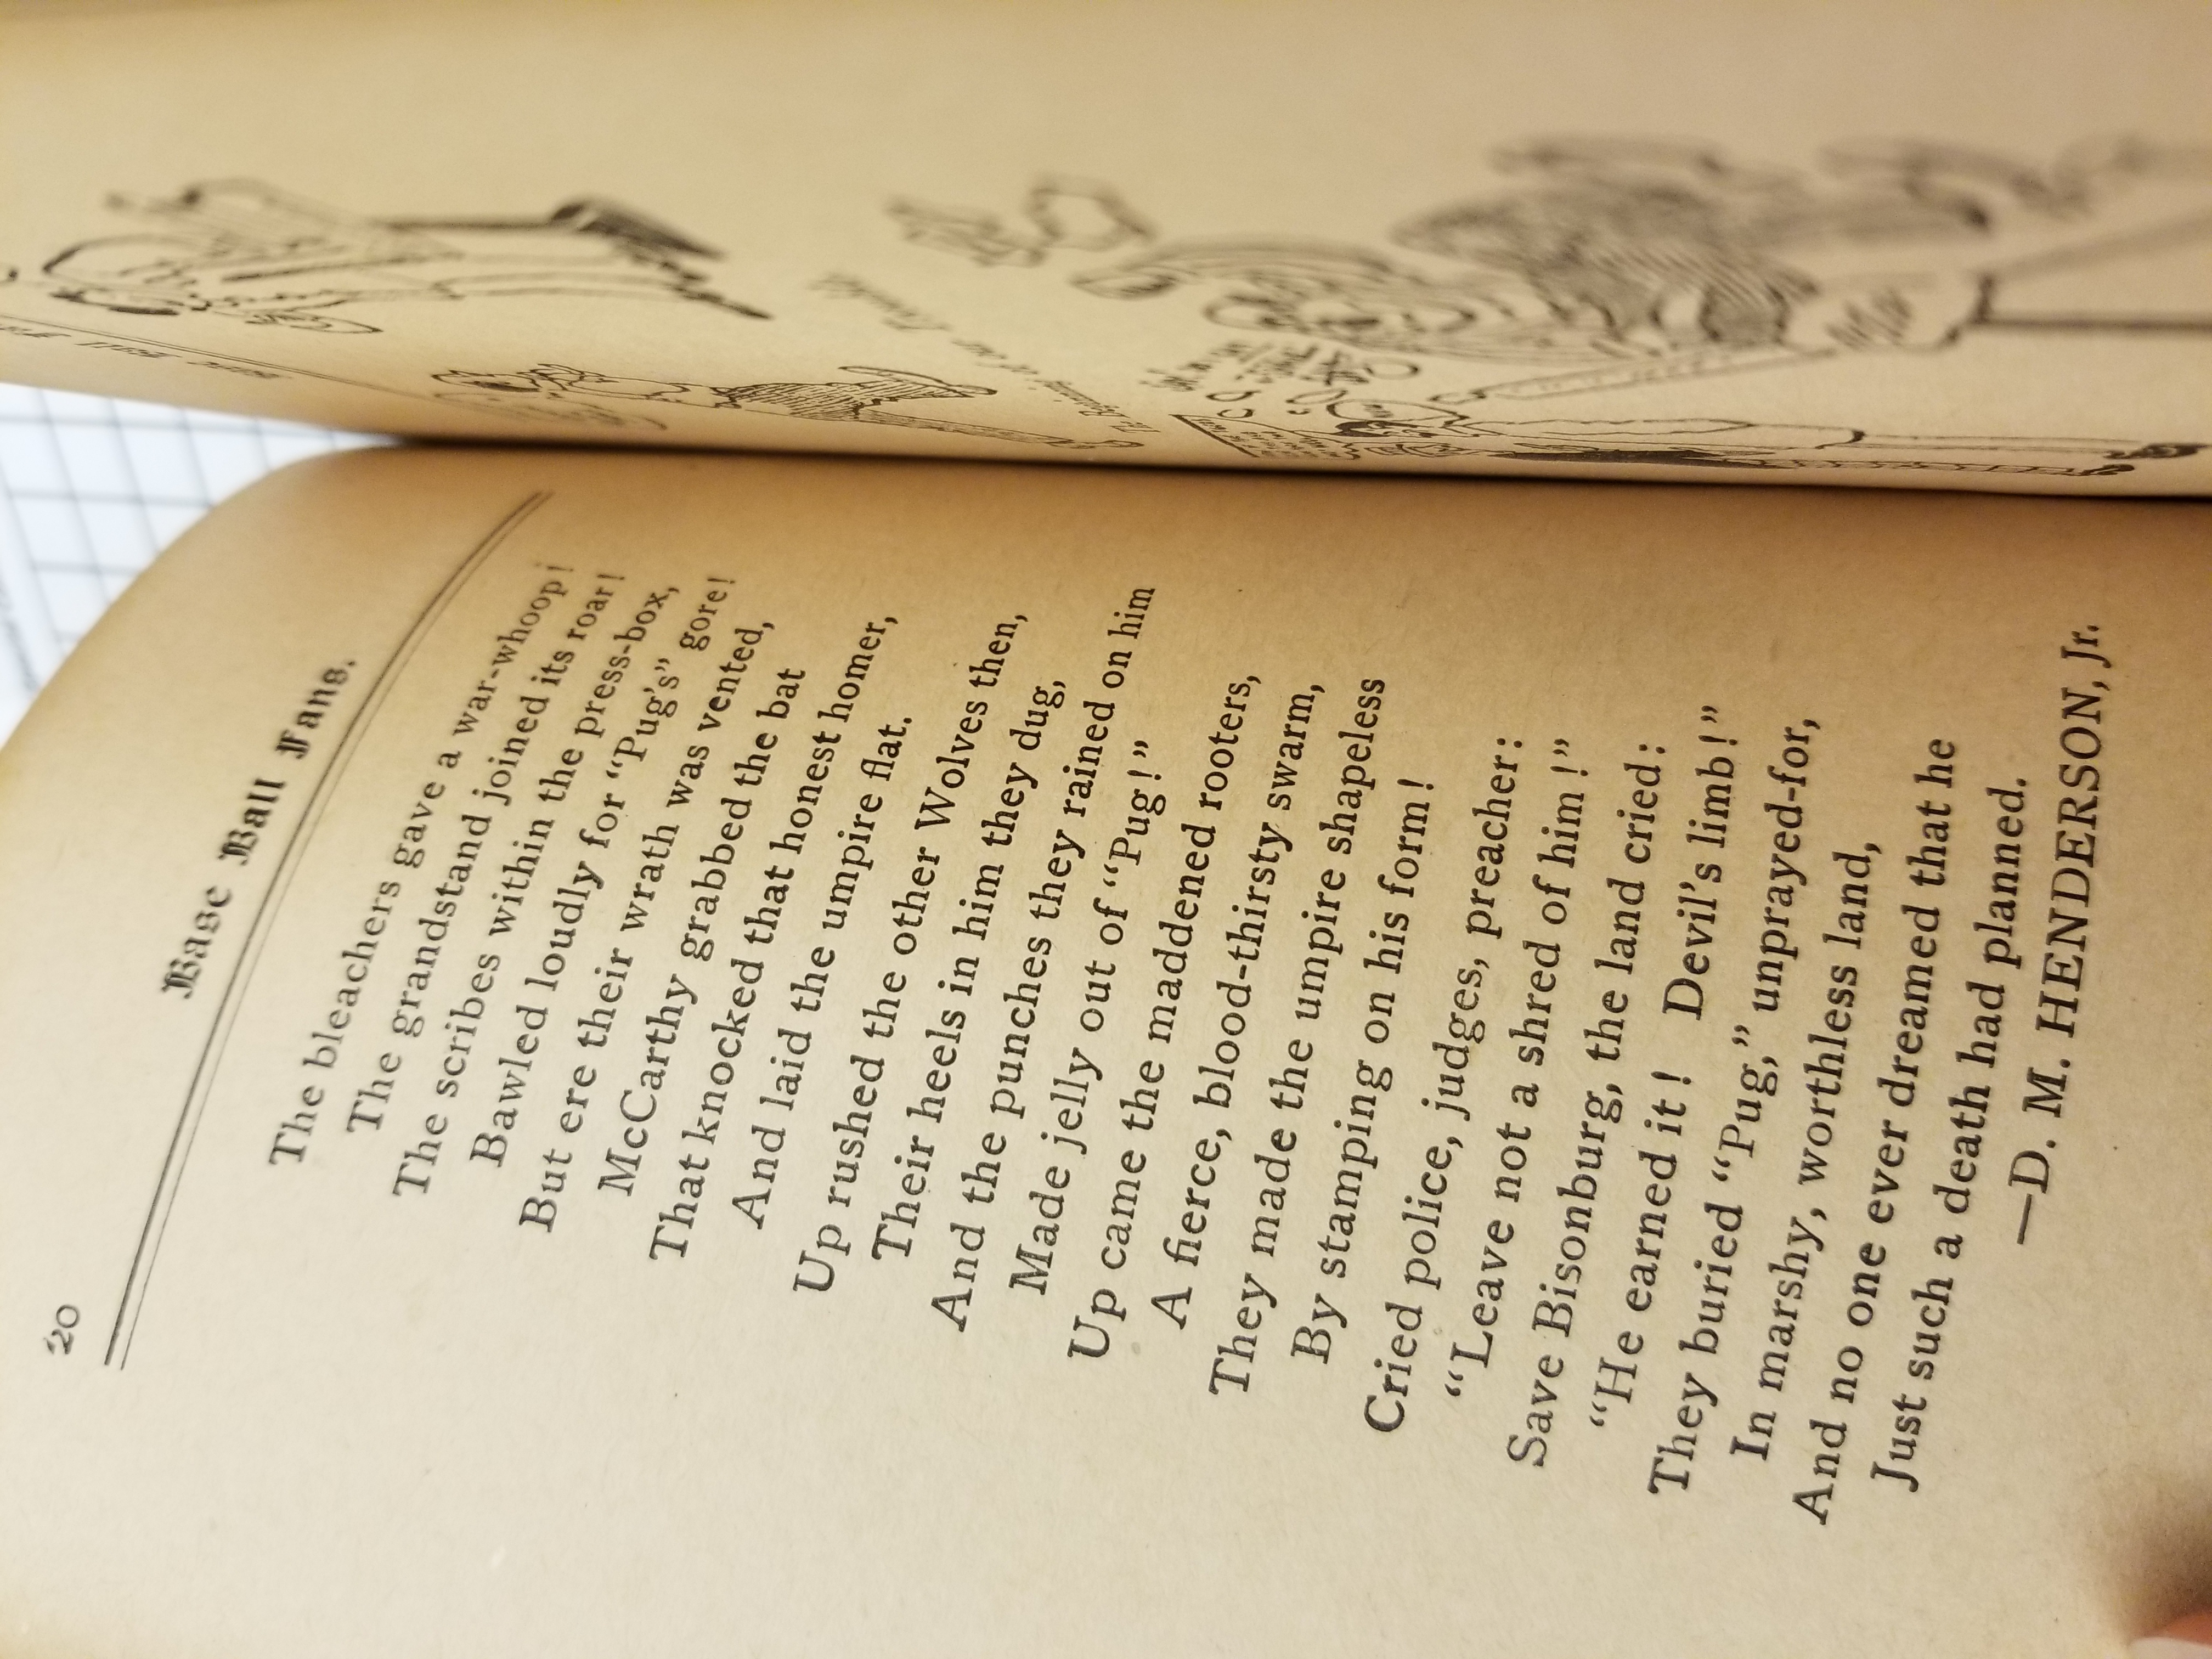 20
Base Ball Fans.
The bleachers gave a war-whoop!
The grandstand joined its roar!
The scribes within the press-box,
Bawled loudly for "Pug's" gore!
But ere their wrath was vented,
McCarthy grabbed the bat
That knocked that honest homer,
And laid the umpire flat.
Up rushed the other Wolves then,
Their heels in him they dug,
And the punches they rained on him
Made jelly out of "Pug!"
Up came the maddened rooters,
A fierce, blood-thirsty swarm,
They made the umpire shapeless
By stamping on his form!
Cried police, judges, preacher:
"Leave not a shred of him!"
Save Bisonburg, the land cried:
"He earned it! Devil's limb!"
They buried "Pug," unprayed-for,
In marshy, worthless land,
And no one ever dreamed that he
Just such a death had planned.
—D. M. HENDERSON, Jr.
The Beginning of our Trouble